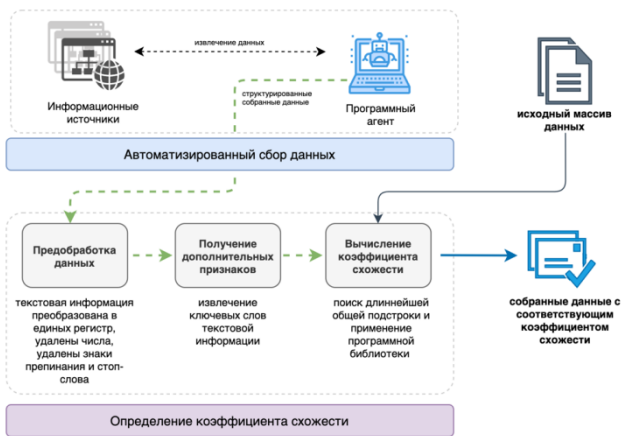 извлечение данных
Информационные
источники
структурированные
собранные данные
Программный
агент
исходный массив
данных
Автоматизированный сбор данных
Предобработка
данных
Получение
дополнительных
признаков
Вычисление
коэффициента
схожести
текстовая информация
преобразована в
единых регистр,
удалены числа,
удалены знаки
препинания и стоп-
слова
извлечение
ключевых слов
текстовой
информации
поиск длиннейшей
общей подстроки и
применение
программной
библиотеки
собранные данные с
соответствующим
коэффициентом
схожести
Определение коэффициента схожести